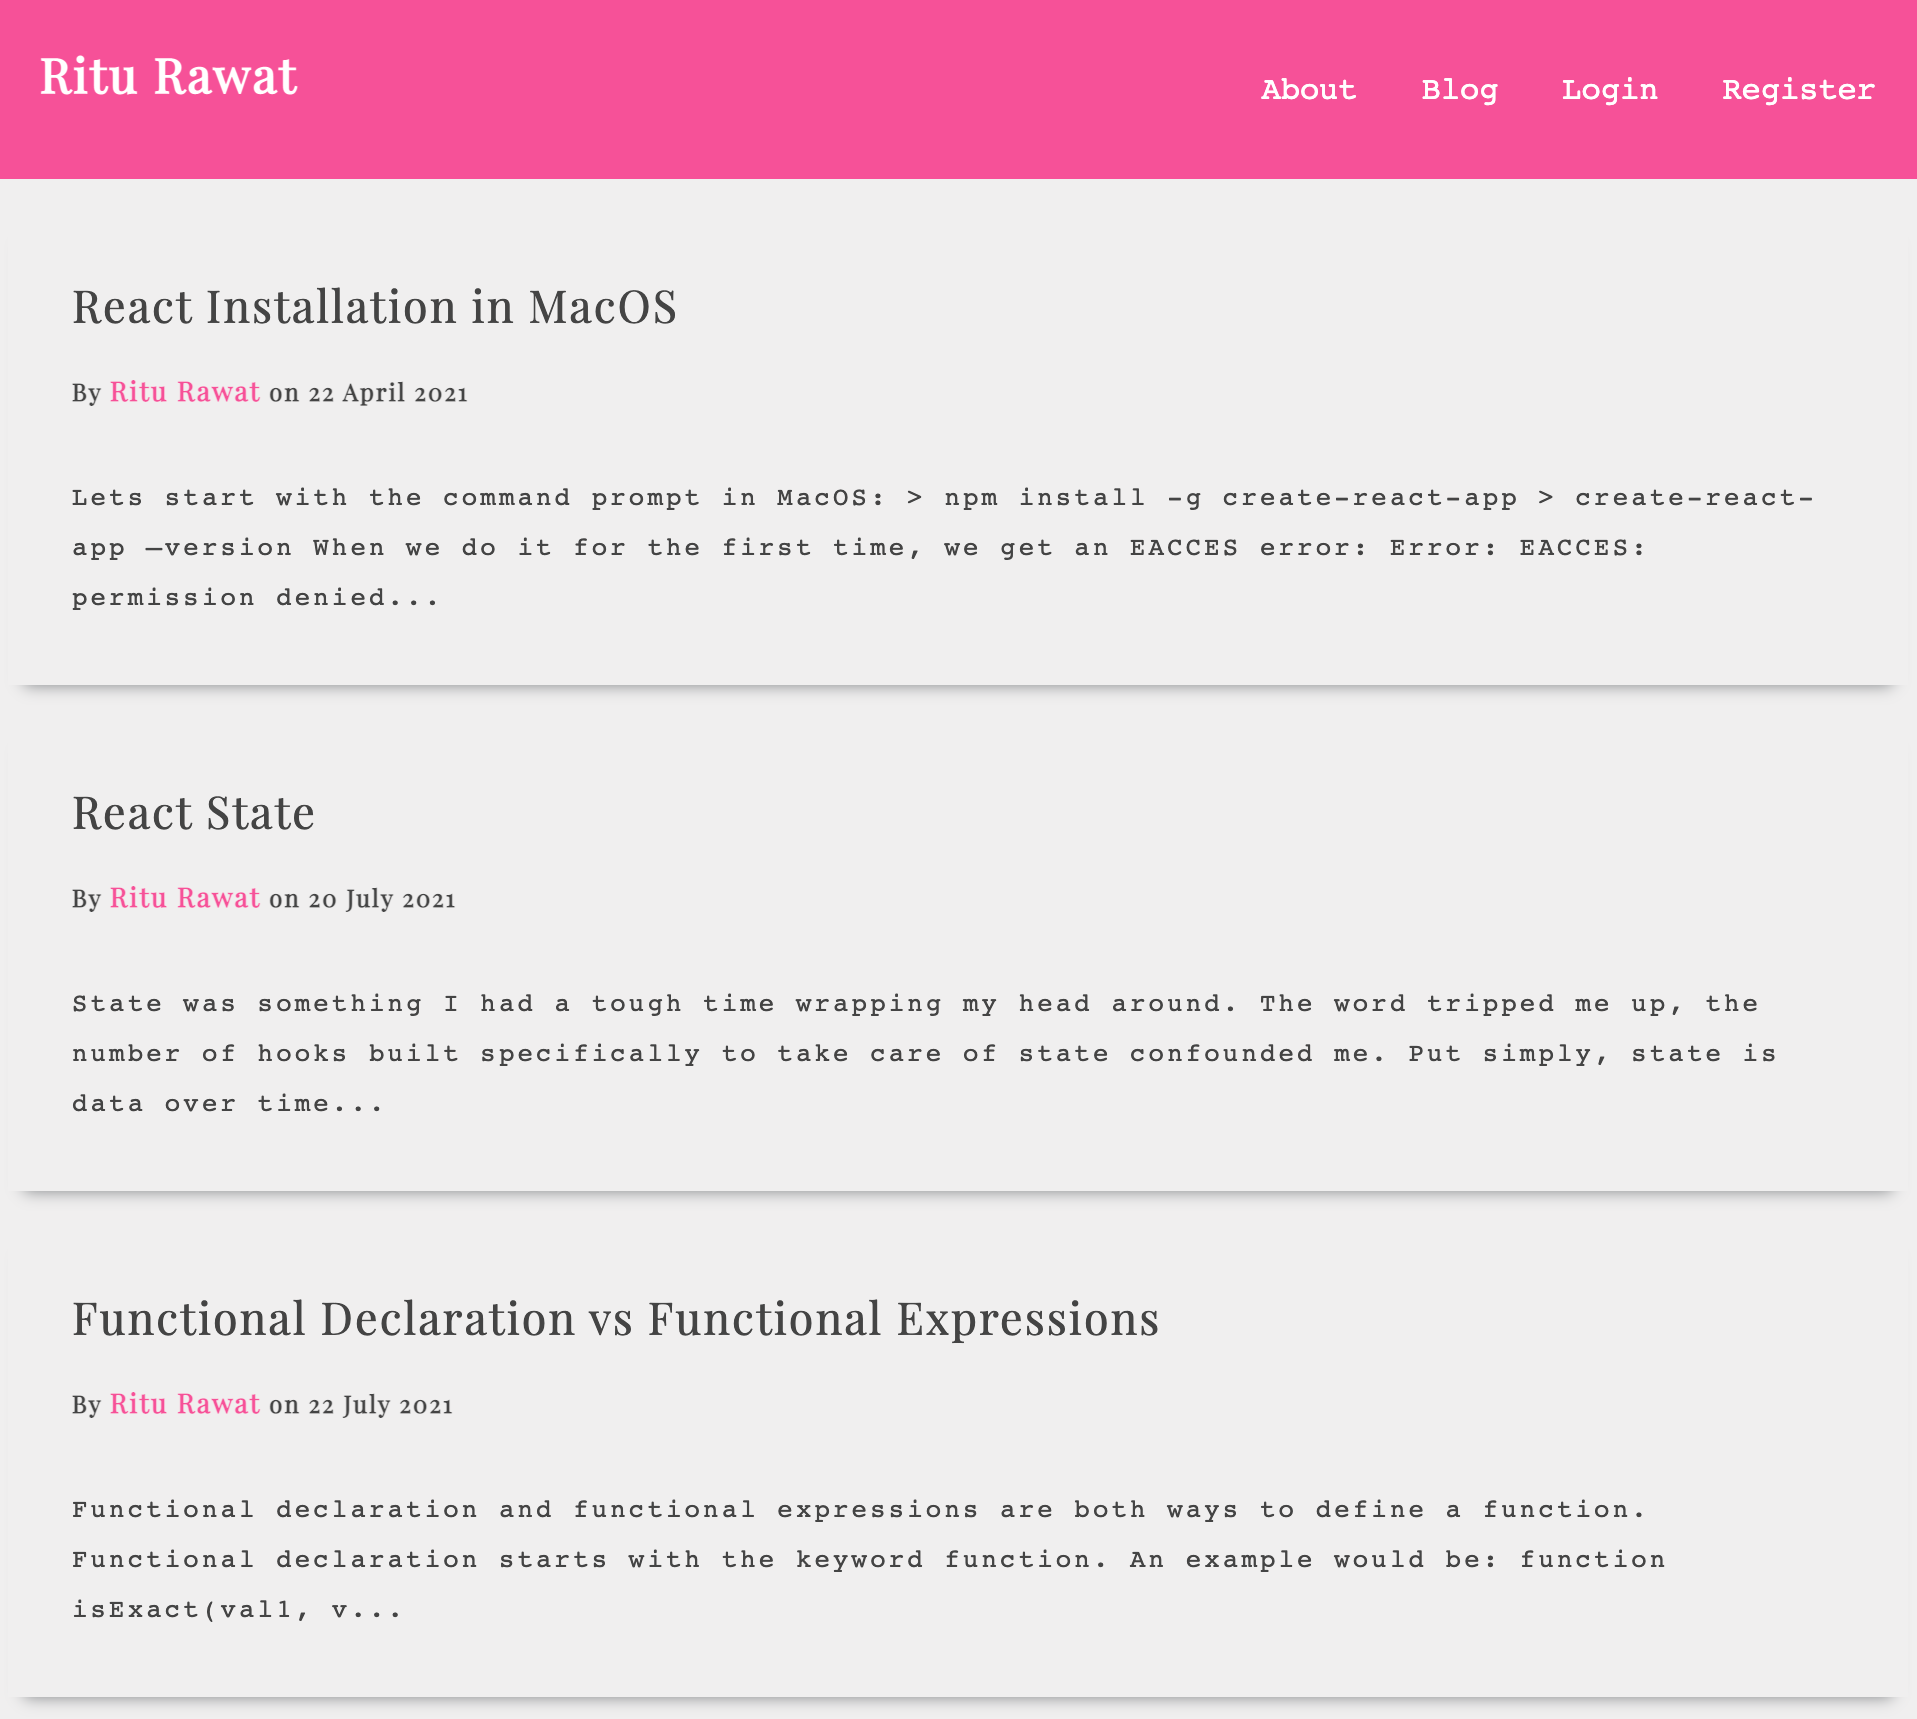 Ritu Rawat
About Blog Login Register
React Installation in MacOS
By Ritu Rawat on 22 April 2021
Lets start with the command prompt in MacOS: > npm install -g create-react-app > create-react-
app —version When we do it for the first time, we get an EACCES error: Error: EACCES:
permission denied...
React State
By Ritu Rawat on 20 July 2021
State was something I had a tough time wrapping my head around. The word tripped me up, the
number of hooks built specifically to take care of state confounded me. Put simply, state is
data over time...
Functional Declaration vs Functional Expressions
By Ritu Rawat on 22 July 2021
Functional declaration and functional expressions are both ways to define a function.
Functional declaration starts with the keyword function. An example would be: function
isExact(val1, v...